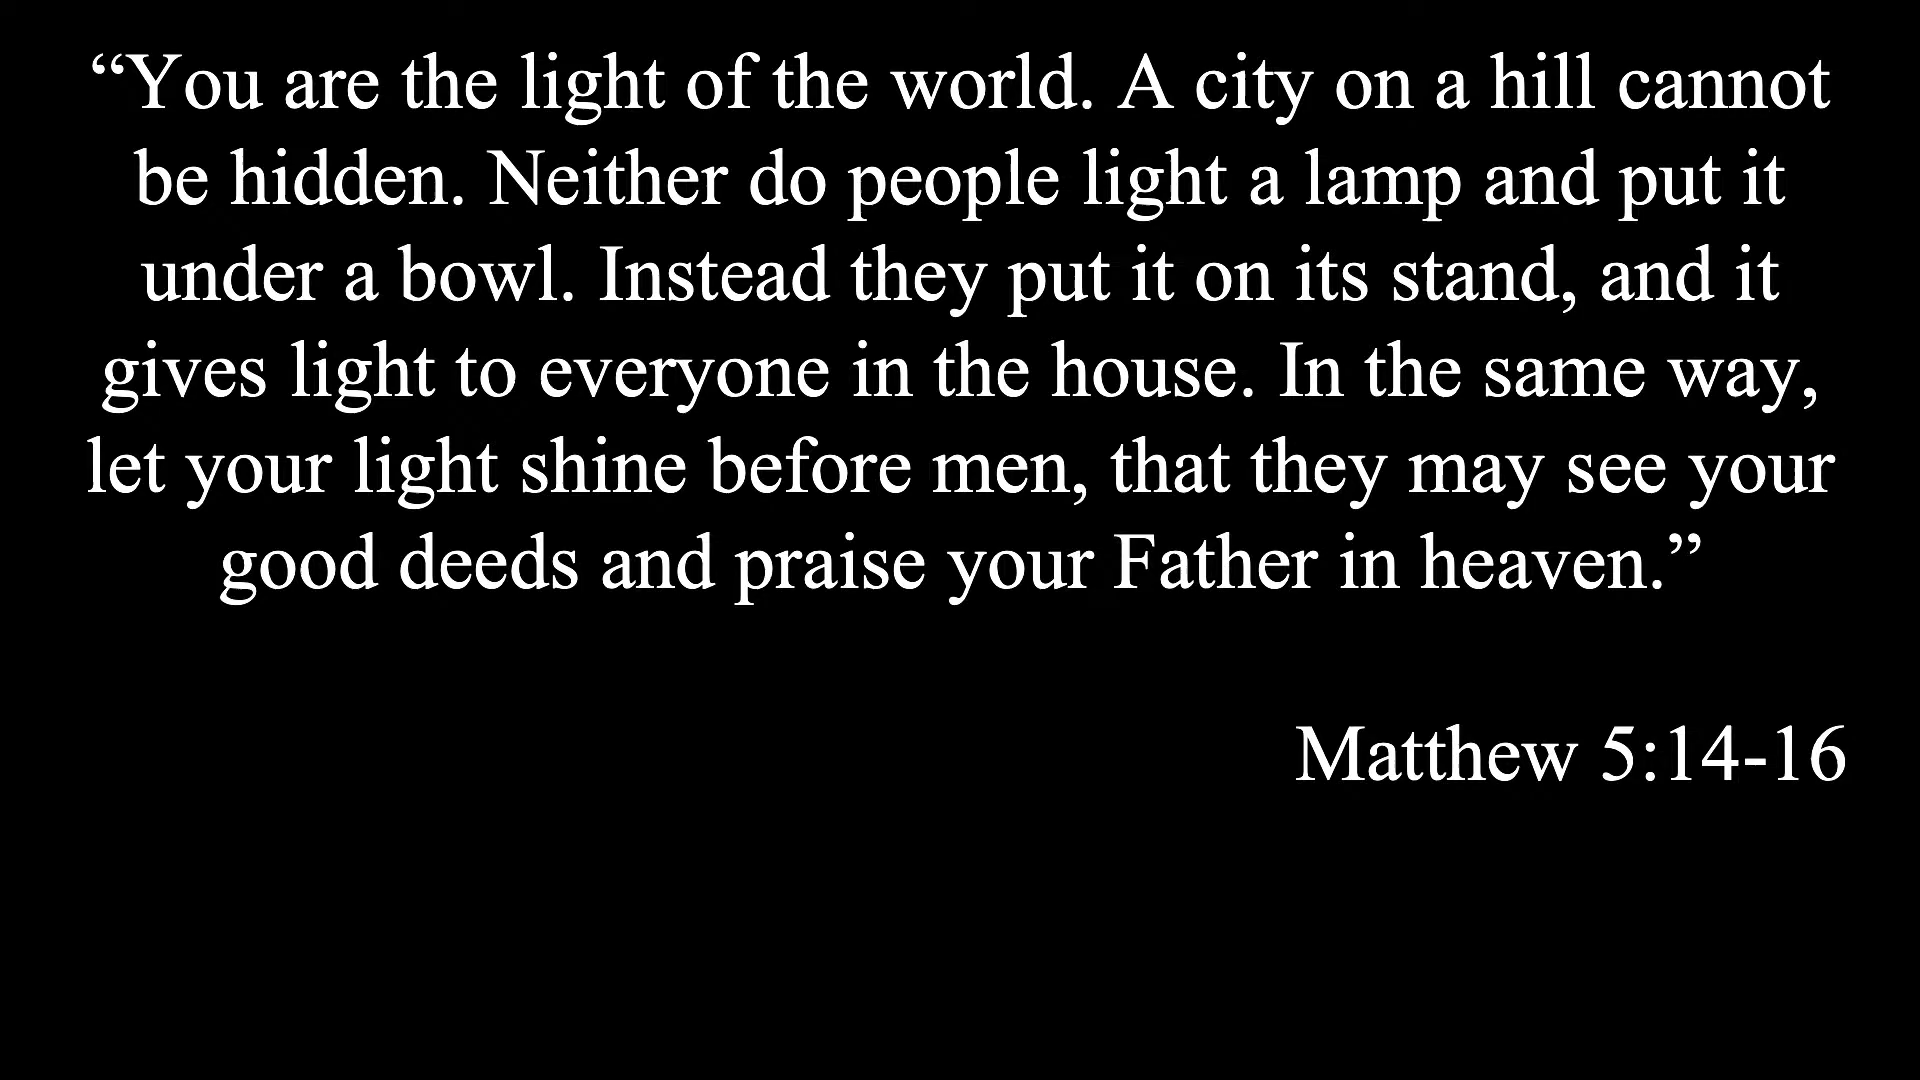 “You are the light of the world. A city on a hill cannot
be hidden. Neither do people light a lamp and put it
under a bowl. Instead they put it on its stand, and it
gives light to everyone in the house. In the same way,
let your light shine before men, that they may see your
good deeds and praise your Father in heaven.”
Matthew 5:14-16